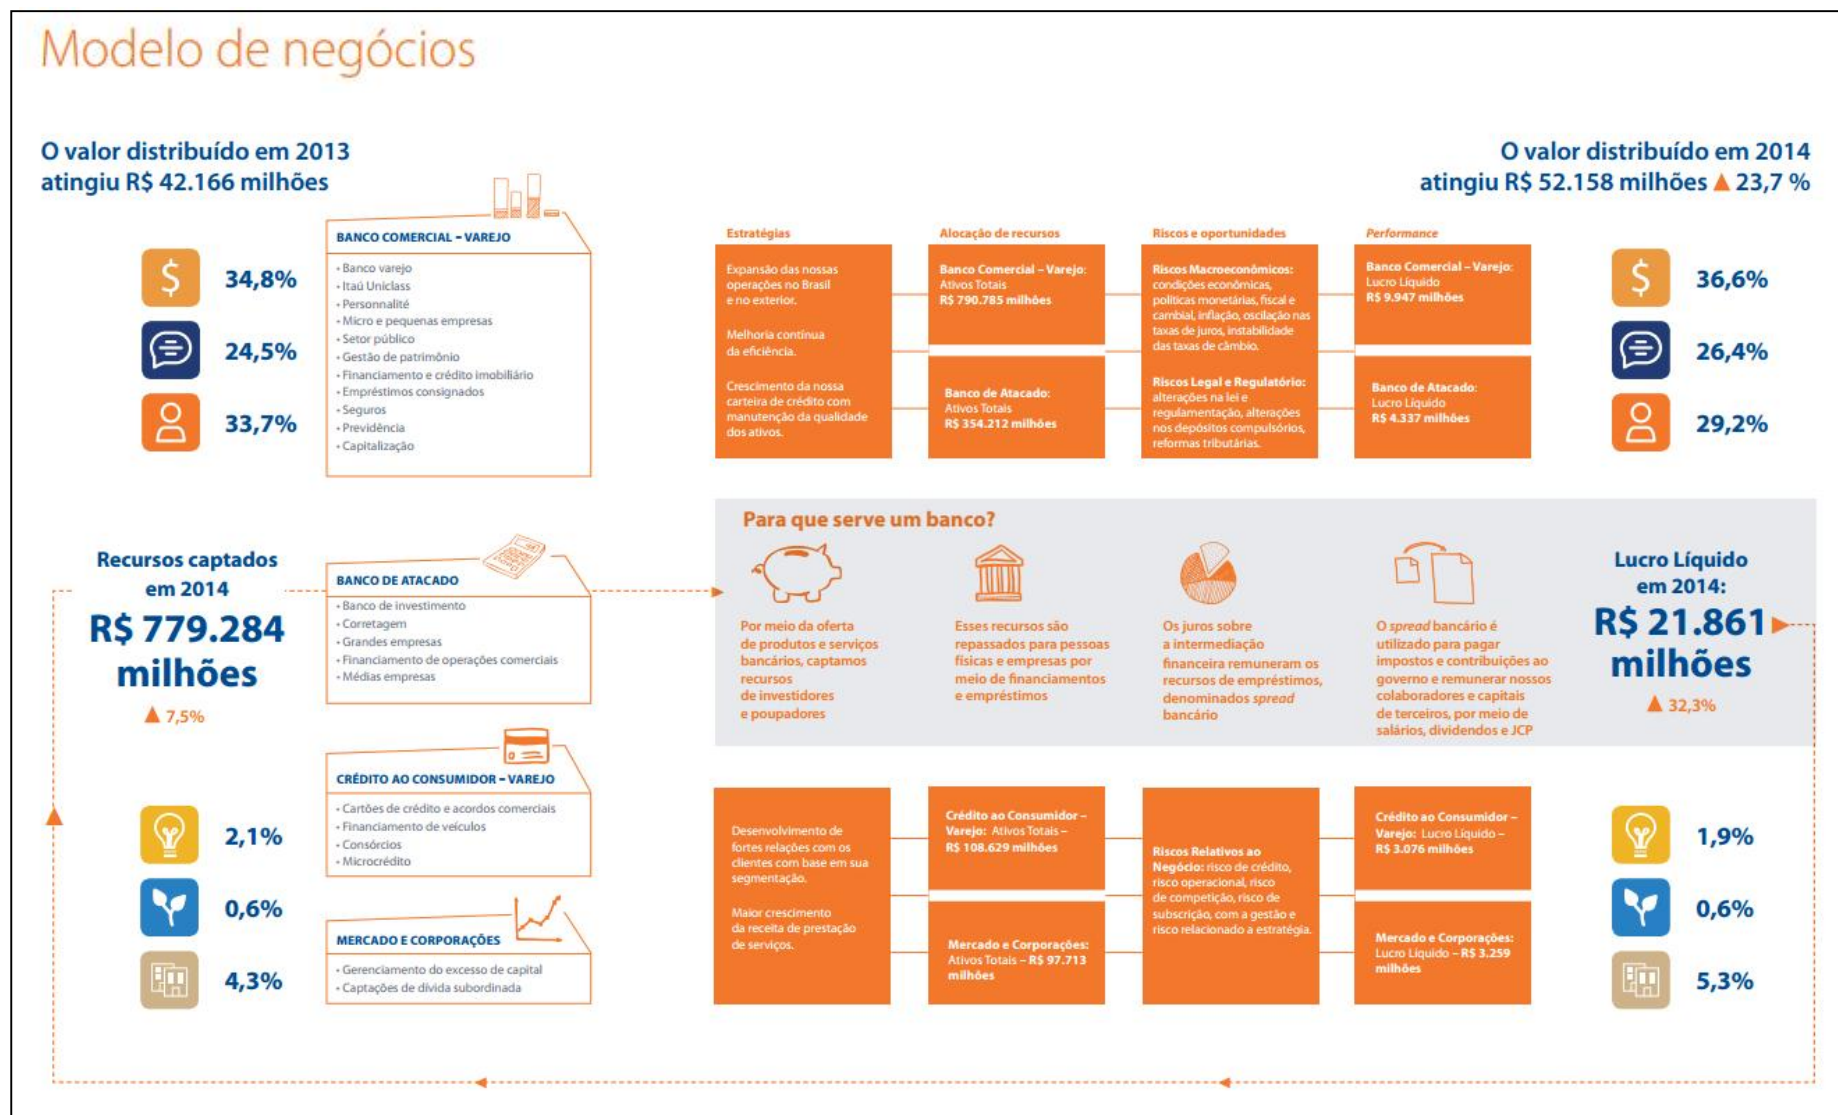 Modelo de negócios
O valor distribuído em 2013
atingiu R$ 42.166 milhões
O valor distribuído em 2014
atingiu R$ 52.158 milhões ▲ 23,7 %
34,8%
24,5%
33,7%
BANCO COMERCIAL – VAREJO
• Banco varejo
• Itaú Uniclass
• Personnalité
• Micro e pequenas empresas
• Setor público
• Gestão de patrimônio
• Financiamento e crédito imobiliário
• Empréstimos consignados
• Seguros
• Previdência
• Capitalização
Estratégias
Expansão das nossas
operações no Brasil
e no exterior.
Melhoria contínua
da eficiência.
Crescimento da nossa
carteira de crédito com
manutenção da qualidade
dos ativos.
Alocação de recursos
Banco Comercial – Varejo:
Ativos Totais
R$ 790.785 milhões
Banco de Atacado:
Ativos Totais
R$ 354.212 milhões
Riscos e oportunidades
Riscos Macroeconômicos:
condições econômicas,
políticas monetárias, fiscal e
cambial, inflação, oscilação nas
taxas de juros, instabilidade
das taxas de câmbio.
Riscos Legal e Regulatório:
alterações na lei e
regulamentação, alterações
nos depósitos compulsórios,
reformas tributárias.
Performance
Banco Comercial – Varejo:
Lucro Líquido
R$ 9.947 milhões
Banco de Atacado:
Lucro Líquido
R$ 4.337 milhões
36,6%
26,4%
29,2%
Recursos captados
em 2014
R$ 779.284
milhões
▲ 7,5%
BANCO DE ATACADO
• Banco de investimento
• Corretagem
• Grandes empresas
• Financiamento de operações comerciais
• Médias empresas
Para que serve um banco?
Por meio da oferta
de produtos e serviços
bancários, captamos
recursos
de investidores
e poupadores
Esses recursos são
repassados para pessoas
físicas e empresas por
meio de financiamentos
e empréstimos
Os juros sobre
a intermediação
financeira remuneram os
recursos de empréstimos,
denominados spread
bancário
O spread bancário é
utilizado para pagar
impostos e contribuições ao
governo e remunerar nossos
colaboradores e capitais
de terceiros, por meio de
salários, dividendos e JCP
Lucro Líquido
em 2014:
R$ 21.861
milhões
▲ 32,3%
2,1%
0,6%
4,3%
CRÉDITO AO CONSUMIDOR – VAREJO
• Cartões de crédito e acordos comerciais
• Financiamento de veículos
• Consórcios
• Microcrédito
MERCADO E CORPORAÇÕES
• Gerenciamento do excesso de capital
• Captações de dívida subordinada
Desenvolvimento de
fortes relações com os
clientes com base em sua
segmentação.
Maior crescimento
da receita de prestação
de serviços.
Crédito ao Consumidor –
Varejo: Ativos Totais –
R$ 108.629 milhões
Mercado e Corporações:
Ativos Totais – R$ 97.713
milhões
Riscos Relativos ao
Negócio: risco de crédito,
risco operacional, risco
de competição, risco de
subscrição, com a gestão e
risco relacionado a estratégia.
Crédito ao Consumidor –
Varejo: Lucro Líquido –
R$ 3.076 milhões
Mercado e Corporações:
Lucro Líquido – R$ 3.259
milhões
1,9%
0,6%
5,3%